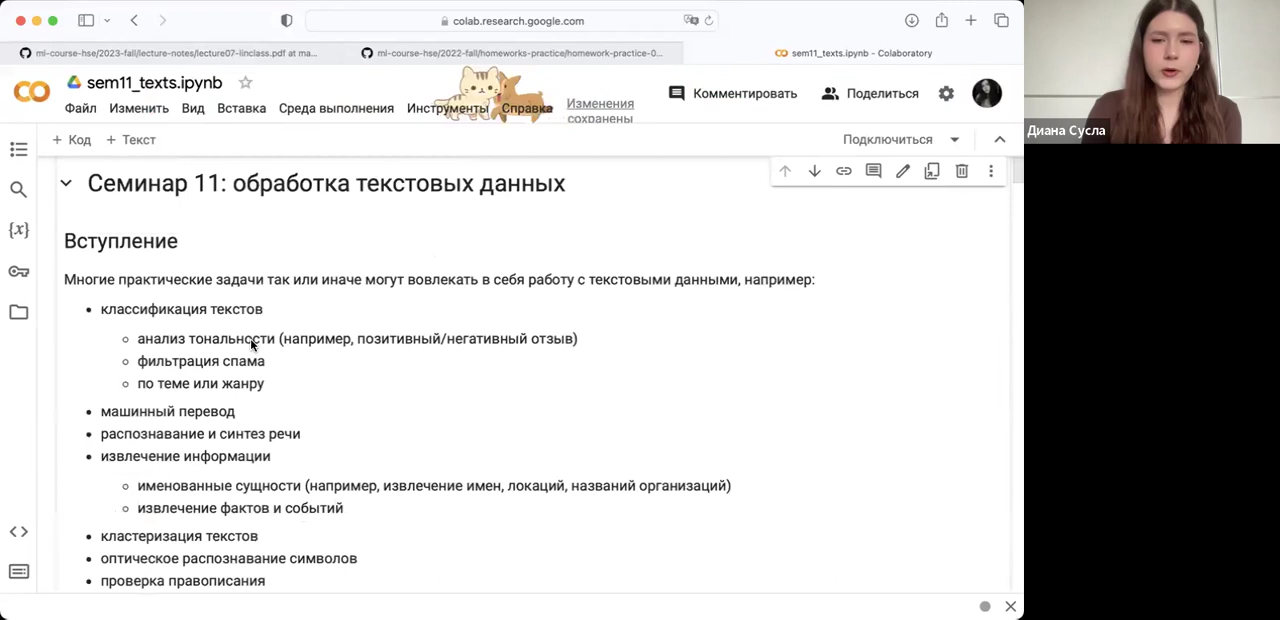 colab.research.google.com
ml-course-hse/2023-fall/lecture-notes/lecture07-linclass.pdf at ma...
ml-course-hse/2022-fall/homeworks-practice/homework-practice-0...
sem11_texts.ipynb - Colaboratory
sem11_texts.ipynb
Файл Изменить Вид Вставка Среда выполнения Инструменты Справка Изменения сохранены
Комментировать Поделиться
Диана Сусла
+ Код + Текст Подключиться
Семинар 11: обработка текстовых данных
Вступление
Многие практические задачи так или иначе могут вовлекать в себя работу с текстовыми данными, например:
классификация текстов
анализ тональности (например, позитивный/негативный отзыв)
фильтрация спама
по теме или жанру
машинный перевод
распознавание и синтез речи
извлечение информации
именованные сущности (например, извлечение имен, локаций, названий организаций)
извлечение фактов и событий
кластеризация текстов
оптическое распознавание символов
проверка правописания